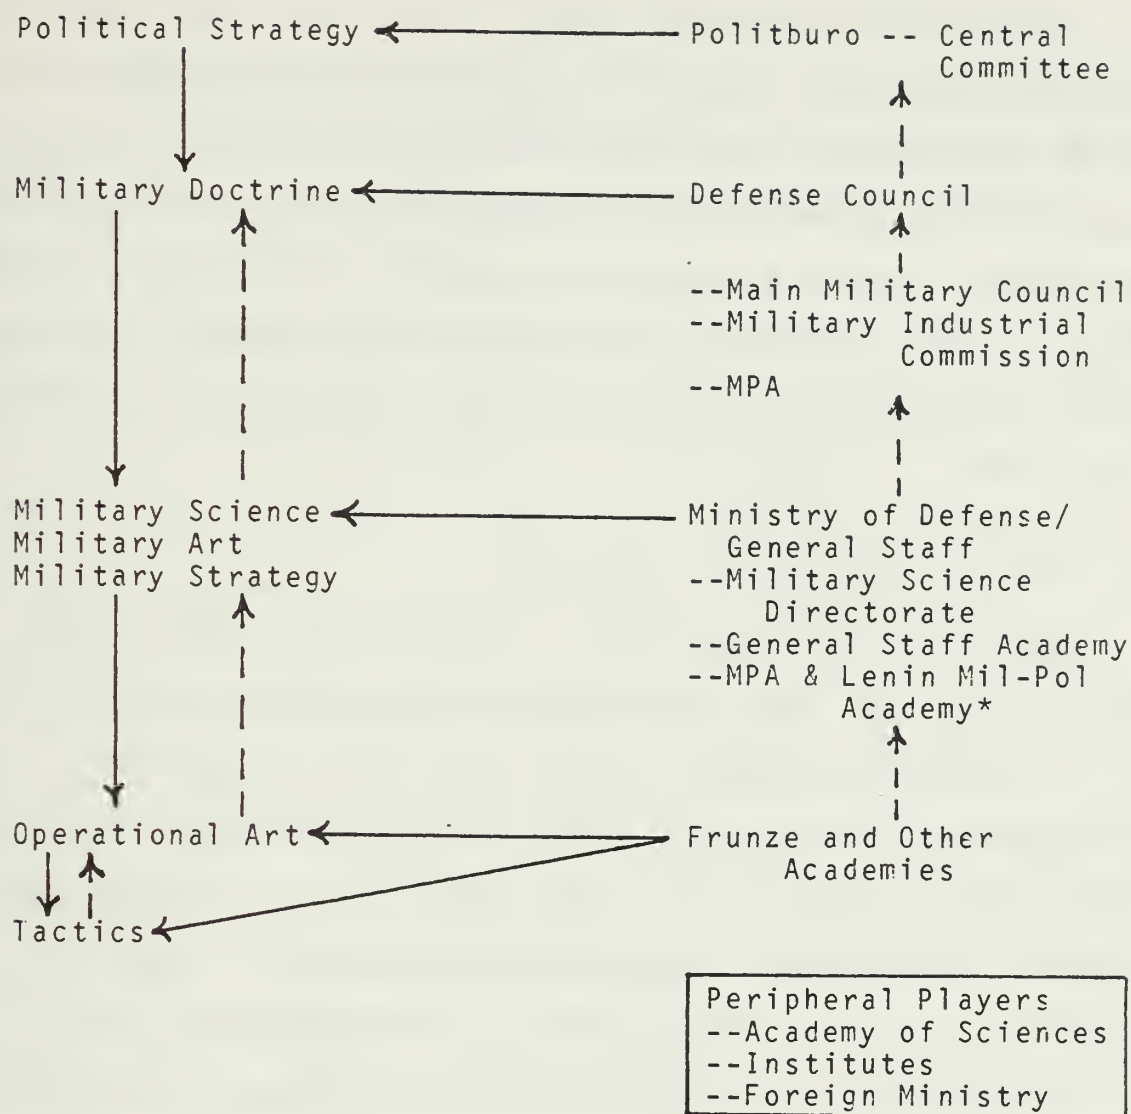 Political Strategy
Politburo -- Central
Committee
Military Doctrine
Defense Council
--Main Military Council
--Military Industrial
Commission
--MPA
Military Science
Military Art
Military Strategy
Ministry of Defense/
General Staff
--Military Science
Directorate
--General Staff Academy
--MPA & Lenin Mil-Pol
Academy*
Operational Art
Frunze and Other
Academies
Tactics
Peripheral Players
--Academy of Sciences
--Institutes
--Foreign Ministry